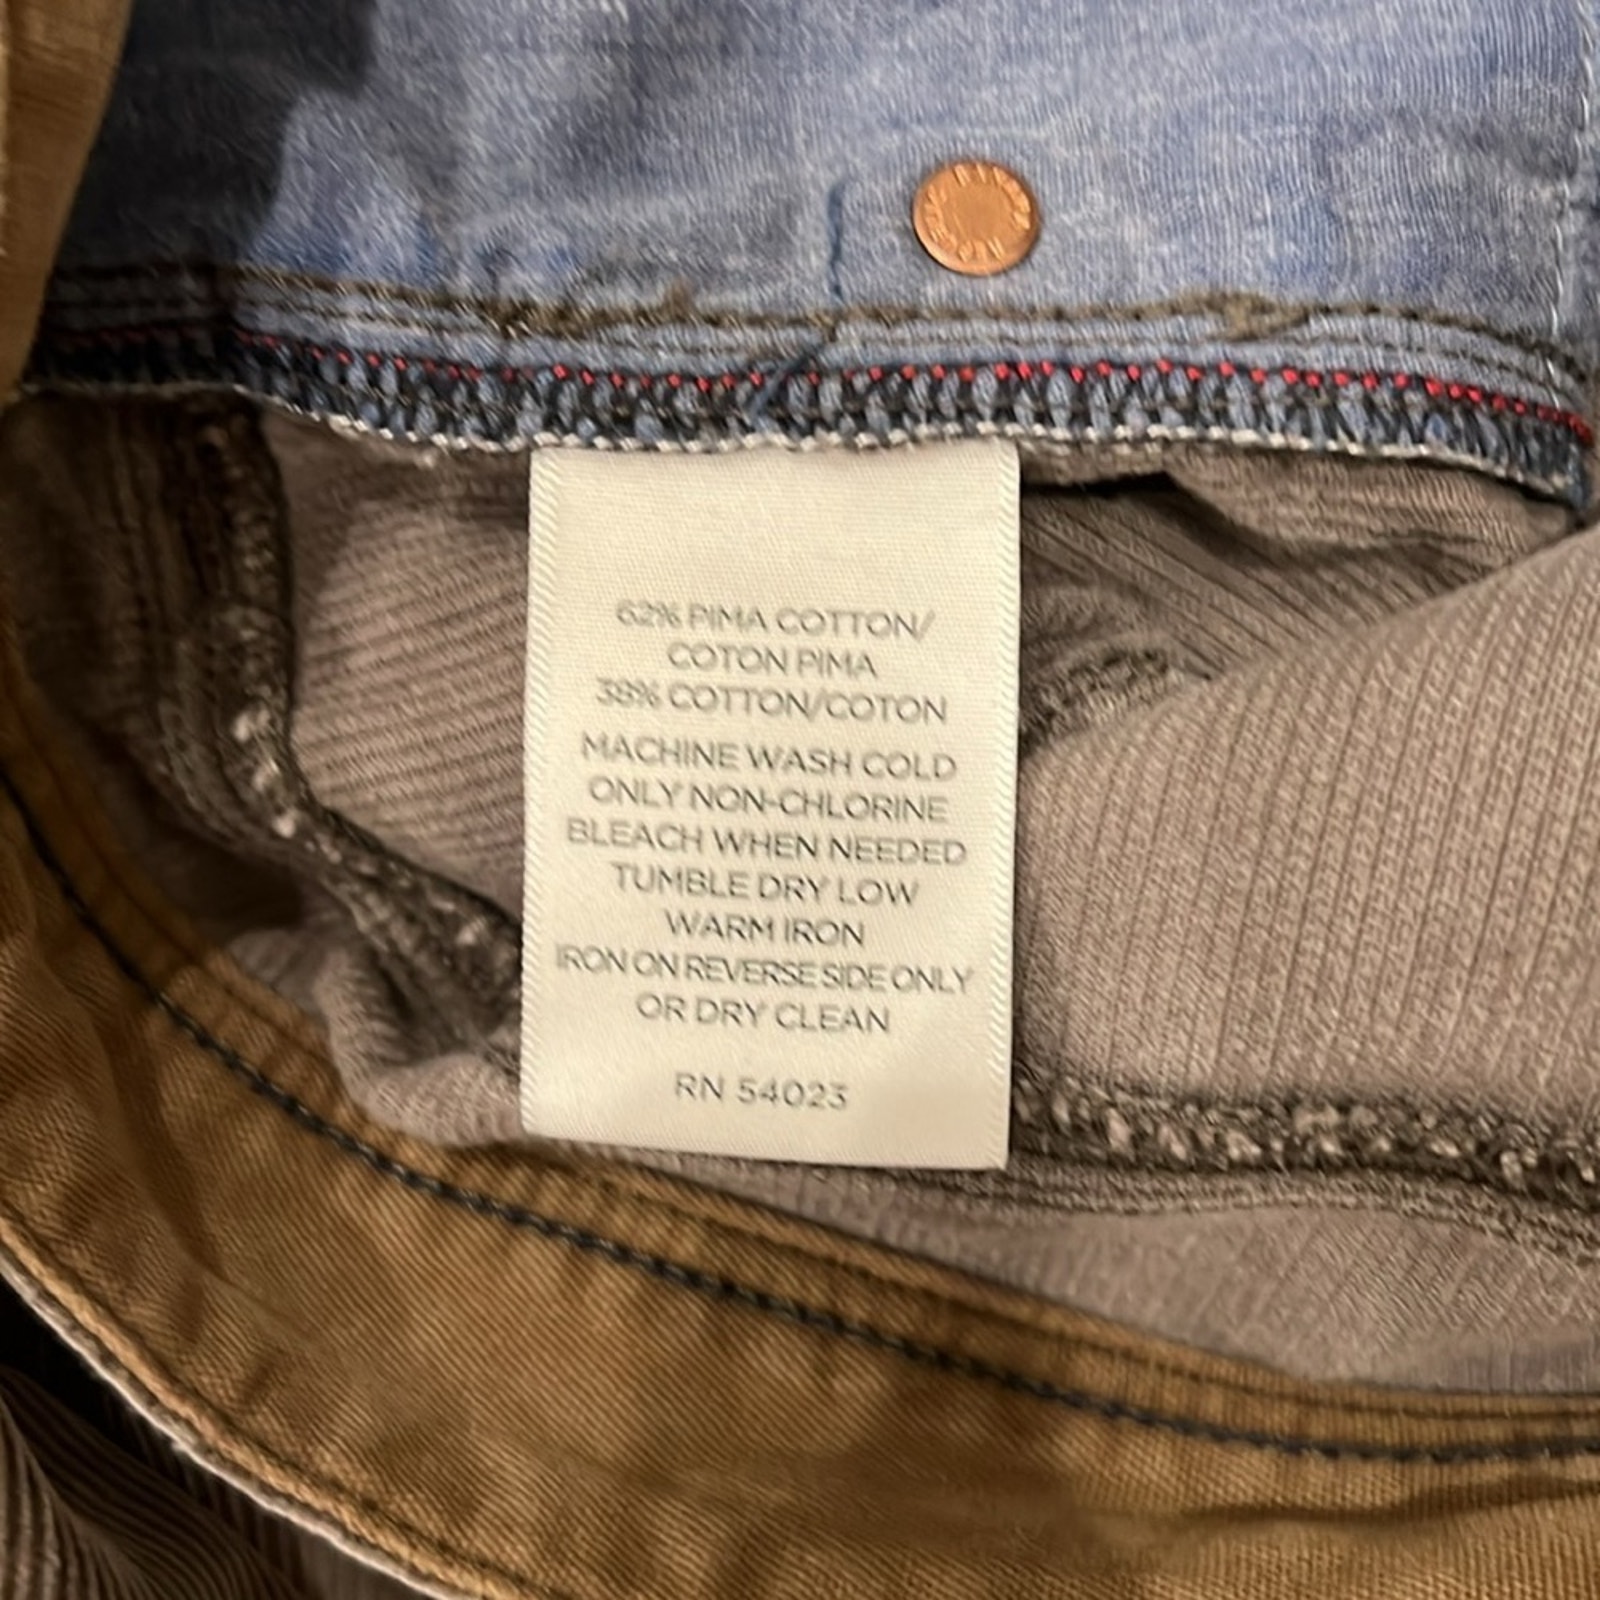 62% PIMA COTTON/
COTON PIMA
38% COTTON/COTON
MACHINE WASH COLD
ONLY NON-CHLORINE
BLEACH WHEN NEEDED
TUMBLE DRY LOW
WARM IRON
IRON ON REVERSE SIDE ONLY
OR DRY CLEAN
RN 54023